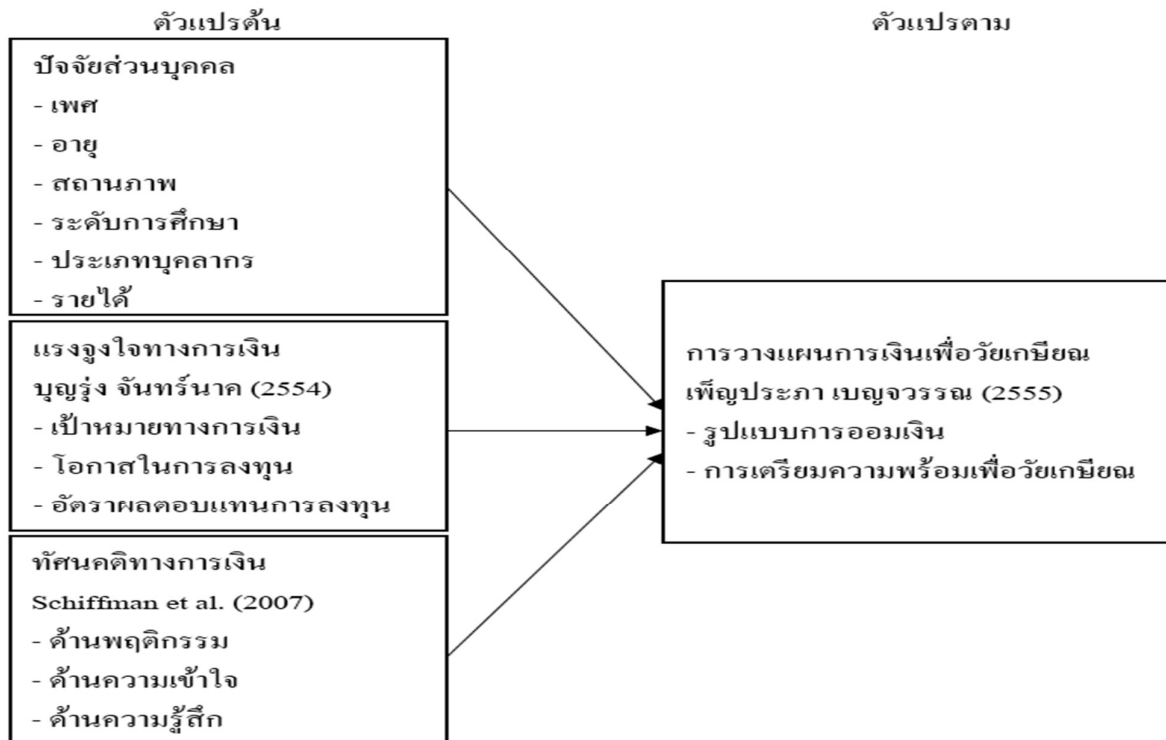 ตัวแปรต้น
ตัวแปรตาม
ปัจจัยส่วนบุคคล
- เพศ
- อายุ
- สถานภาพ
- ระดับการศึกษา
- ประเภทบุคลากร
- รายได้
แรงจูงใจทางการเงิน
บุญรุ่ง จันทร์นาค (2554)
- เป้าหมายทางการเงิน
- โอกาสในการลงทุน
- อัตราผลตอบแทนการลงทุน
ทัศนคติทางการเงิน
Schiffman et al. (2007)
- ด้านพฤติกรรม
- ด้านความเข้าใจ
- ด้านความรู้สึก
การวางแผนการเงินเพื่อวัยเกษียณ
เพ็ญประภา เบญจวรรณ (2555)
- รูปแบบการออมเงิน
- การเตรียมความพร้อมเพื่อวัยเกษียณ